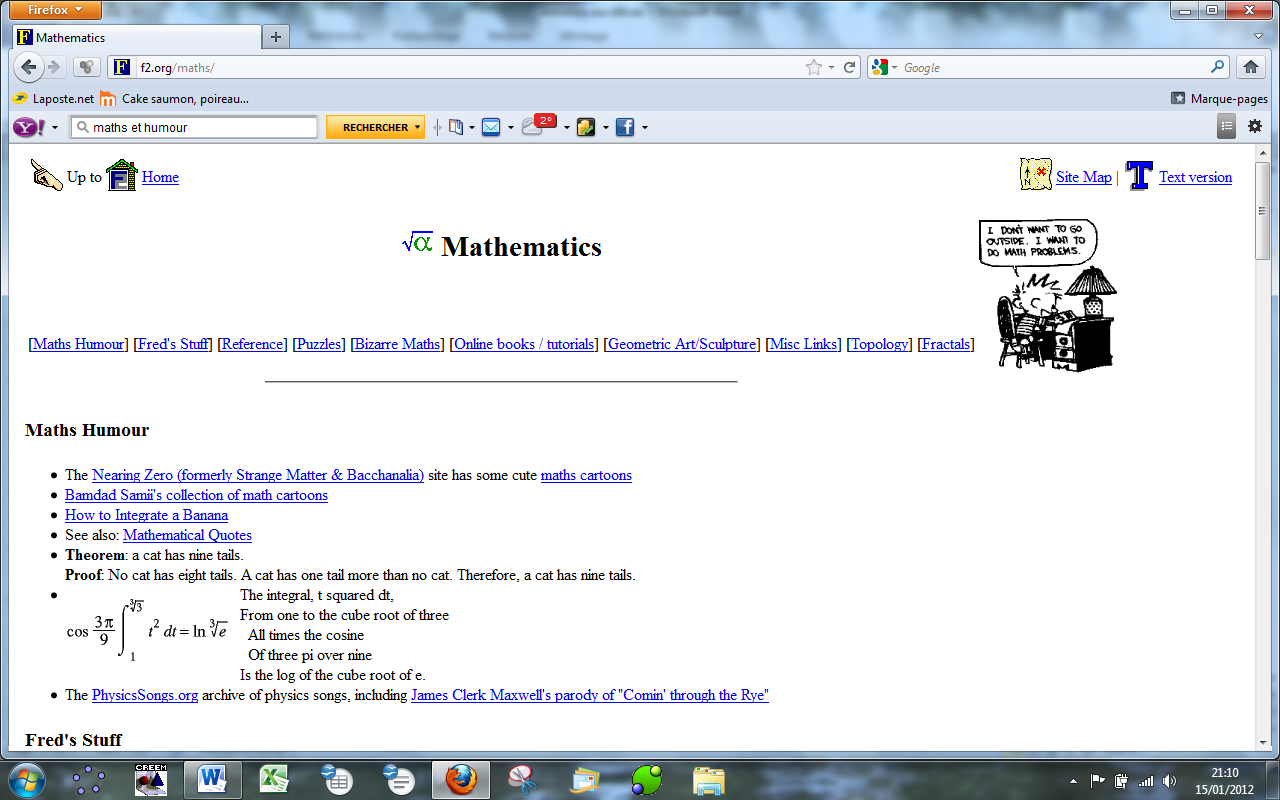 Firefox
Mathematics
f2.org/maths/
Google
Laposte.net
Cake saumon, poireau...
Marque-pages
Y!
maths et humour
RECHERCHER
2°
f
Up to Home
Site Map | Text version
I DON'T WANT TO GO
OUTSIDE. I WANT TO
DO MATH PROBLEMS.
√α Mathematics
[Maths Humour] [Fred's Stuff] [Reference] [Puzzles] [Bizarre Maths] [Online books / tutorials] [Geometric Art/Sculpture] [Misc Links] [Topology] [Fractals]
Maths Humour
The Nearing Zero (formerly Strange Matter & Bacchanalia) site has some cute maths cartoons
Bamdad Samii's collection of math cartoons
How to Integrate a Banana
See also: Mathematical Quotes
Theorem: a cat has nine tails.
Proof: No cat has eight tails. A cat has one tail more than no cat. Therefore, a cat has nine tails.
cos 3π/9 ∫₁^∛3 t² dt = ln ∛e
The integral, t squared dt,
From one to the cube root of three
All times the cosine
Of three pi over nine
Is the log of the cube root of e.
The PhysicsSongs.org archive of physics songs, including James Clerk Maxwell's parody of "Comin' through the Rye"
Fred's Stuff
CREEM
21:10
15/01/2012